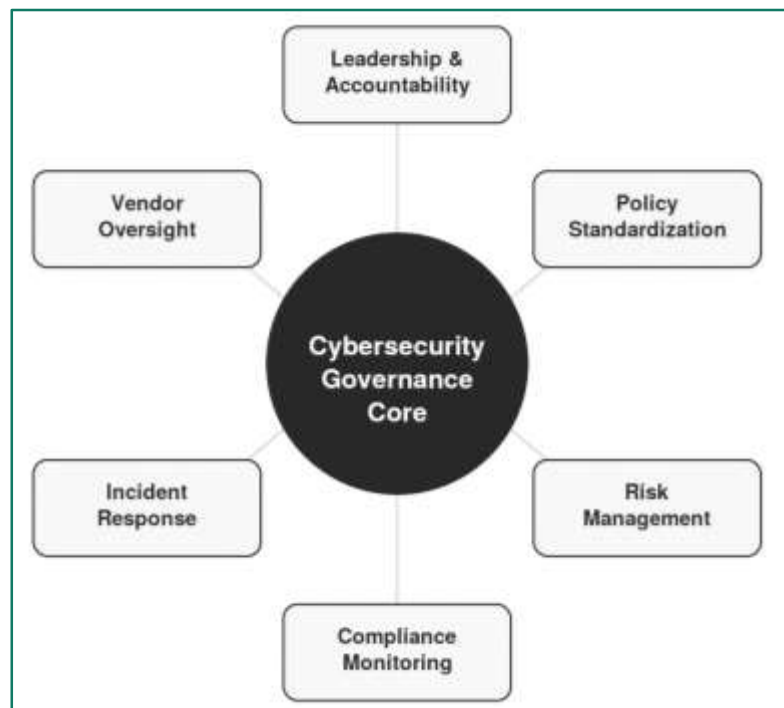 Leadership &
Accountability
Vendor
Oversight
Policy
Standardization
Cybersecurity
Governance
Core
Incident
Response
Risk
Management
Compliance
Monitoring